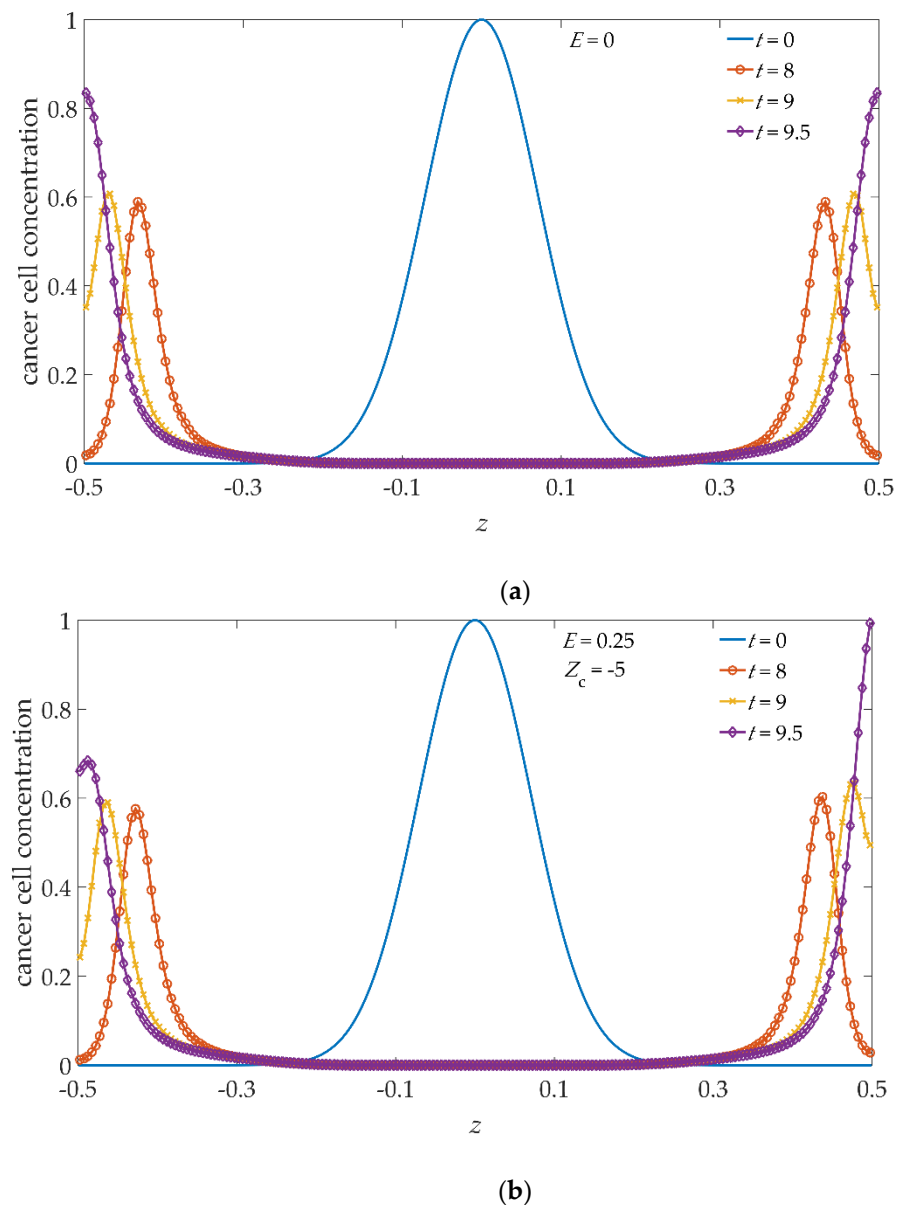 1
0.8
0.6
0.4
0.2
0
cancer cell concentration
E = 0
t = 0
t = 8
t = 9
t = 9.5
-0.5
-0.3
-0.1
0.1
0.3
0.5
z
(a)
1
0.8
0.6
0.4
0.2
0
cancer cell concentration
E = 0.25
Zc = -5
t = 0
t = 8
t = 9
t = 9.5
-0.5
-0.3
-0.1
0.1
0.3
0.5
z
(b)